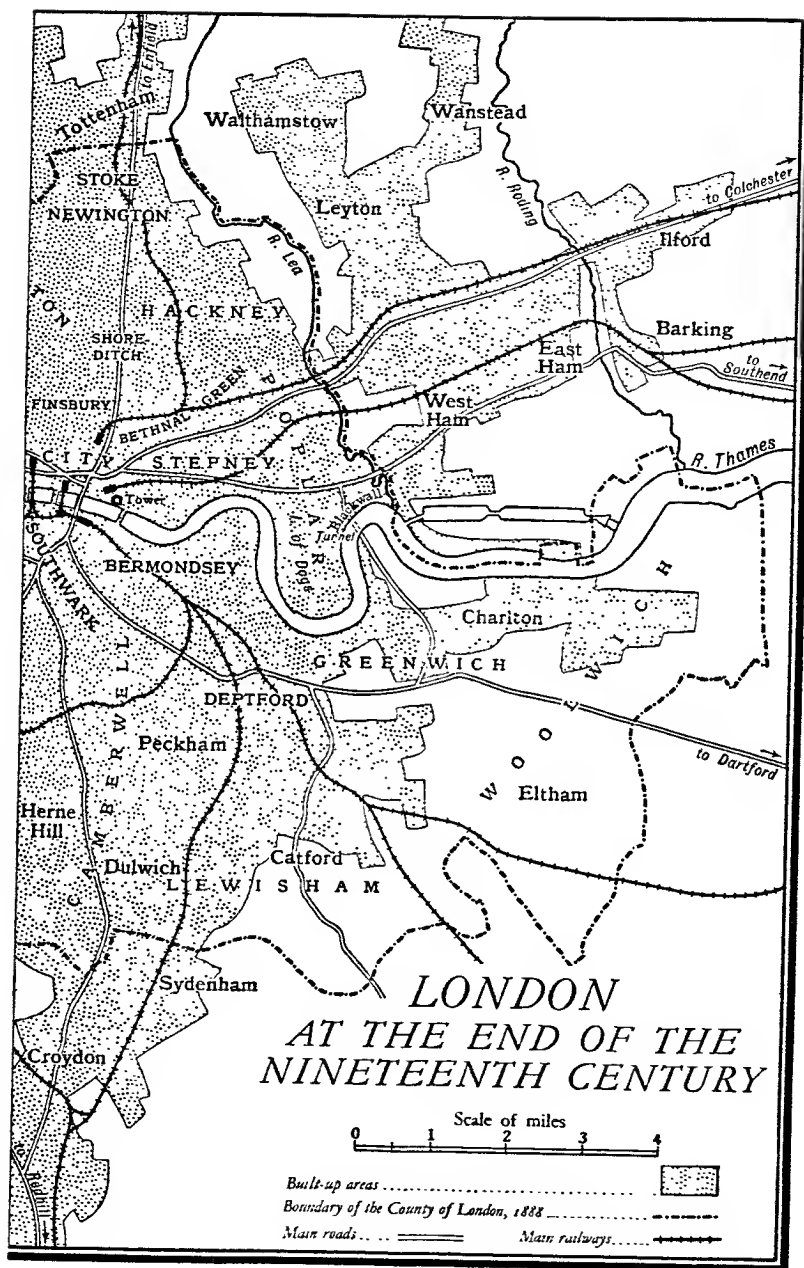 to Enfield
Tottenham
Walthamstow
Wanstead
STOKE
NEWINGTON
R. Roding
to Colchester
Leyton
R. Lea
Ilford
TON
HACKNEY
SHORE
DITCH
Barking
East
Ham
to
Southend
FINSBURY
BETHNAL GREEN
POPLAR
West
Ham
CITY
STEPNEY
R. Thames
Tower
Blackwall
Tunnel
I. of Dogs
SOUTHWARK
BERMONDSEY
Charlton
WOOLWICH
GREENWICH
DEPTFORD
CAMBERWELL
Peckham
to Dartford
Eltham
Herne
Hill
Dulwich
Catford
LEWISHAM
Sydenham
Croydon
to Redhill
LONDON
AT THE END OF THE
NINETEENTH CENTURY
Scale of miles
0 1 2 3 4
Built-up areas
Boundary of the County of London, 1888
Main roads
Main railways